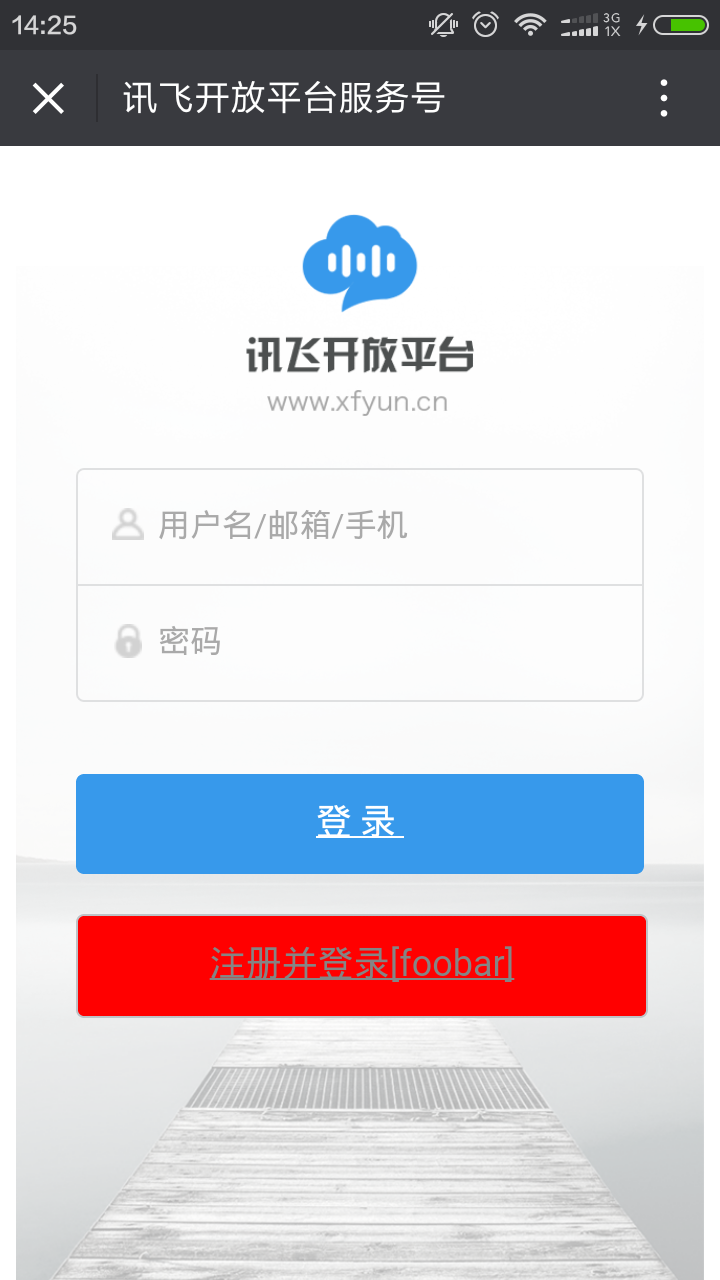 14:25
3G
1X
讯飞开放平台服务号
讯飞开放平台
www.xfyun.cn
用户名/邮箱/手机
密码
登 录
注册并登录[foobar]